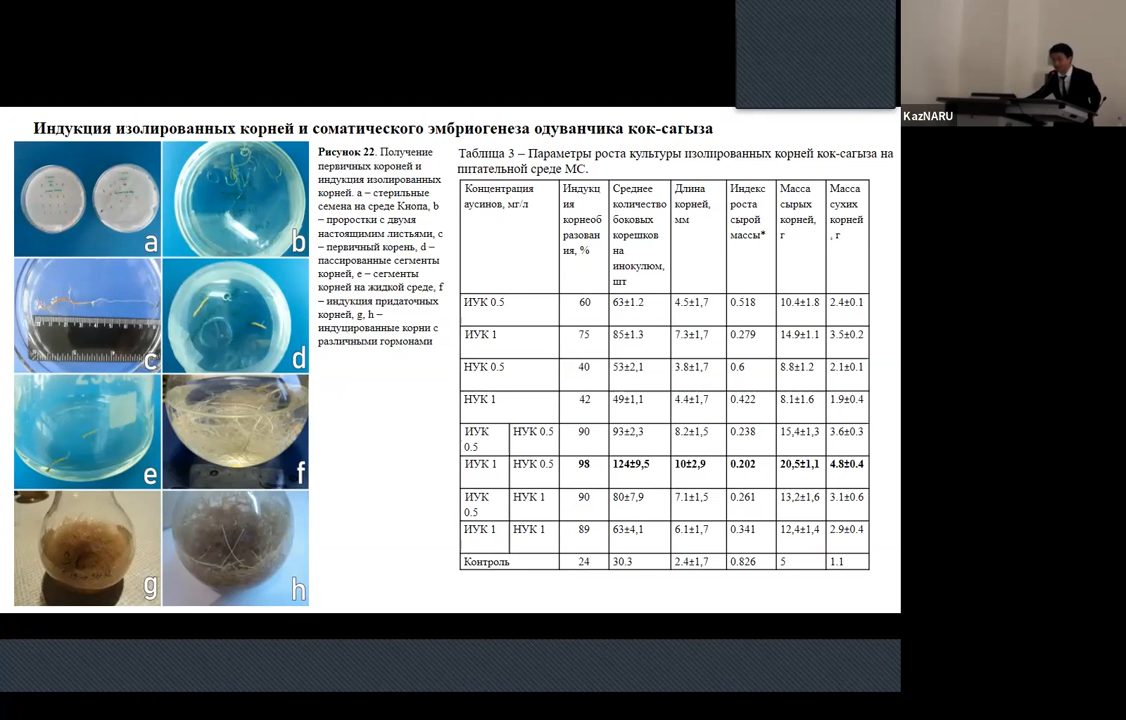 KazNARU
Индукция изолированных корней и соматического эмбриогенеза одуванчика кок-сагыза
a
b
c
d
e
f
g
h
Рисунок 22. Получение
первичных короней и
индукция изолированных
корней. a – стерильные
семена на среде Кнопа, b
– проростки с двумя
настоящим листьями, c
– первичный корень, d –
пассированные сегменты
корней, e – сегменты
корней на жидкой среде, f
– индукция придаточных
корней, g, h –
индуцированные корни с
различными гормонами
Таблица 3 – Параметры роста культуры изолированных корней кок-сагыза на
питательной среде МС.
Концентрация аусинов, мг/л | Индукц ия корнеоб разован ия, % | Среднее количество боковых корешков на инокулюм, шт | Длина корней, мм | Индекс роста сырой массы* | Масса сырых корней, г | Масса сухих корней , г
ИУК 0.5 | 60 | 63±1.2 | 4.5±1,7 | 0.518 | 10.4±1.8 | 2.4±0.1
ИУК 1 | 75 | 85±1.3 | 7.3±1,7 | 0.279 | 14.9±1.1 | 3.5±0.2
НУК 0.5 | 40 | 53±2,1 | 3.8±1,7 | 0.6 | 8.8±1.2 | 2.1±0.1
НУК 1 | 42 | 49±1,1 | 4.4±1,7 | 0.422 | 8.1±1.6 | 1.9±0.4
ИУК 0.5 | НУК 0.5 | 90 | 93±2,3 | 8.2±1,5 | 0.238 | 15,4±1,3 | 3.6±0.3
ИУК 1 | НУК 0.5 | 98 | 124±9,5 | 10±2,9 | 0.202 | 20,5±1,1 | 4.8±0.4
ИУК 0.5 | НУК 1 | 90 | 80±7,9 | 7.1±1,5 | 0.261 | 13,2±1,6 | 3.1±0.6
ИУК 1 | НУК 1 | 89 | 63±4,1 | 6.1±1,7 | 0.341 | 12,4±1,4 | 2.9±0.4
Контроль | 24 | 30.3 | 2.4±1,7 | 0.826 | 5 | 1.1